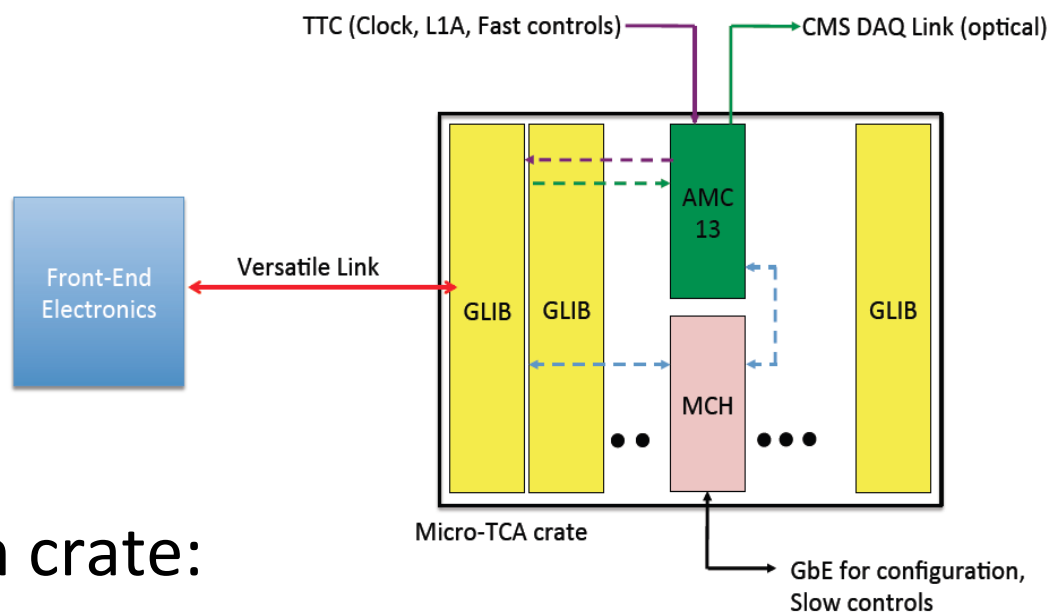 TTC (Clock, L1A, Fast controls)
CMS DAQ Link (optical)
Front-End
Electronics
Versatile Link
GLIB
GLIB
AMC
13
MCH
GLIB
Micro-TCA crate
crate:
GbE for configuration,
Slow controls